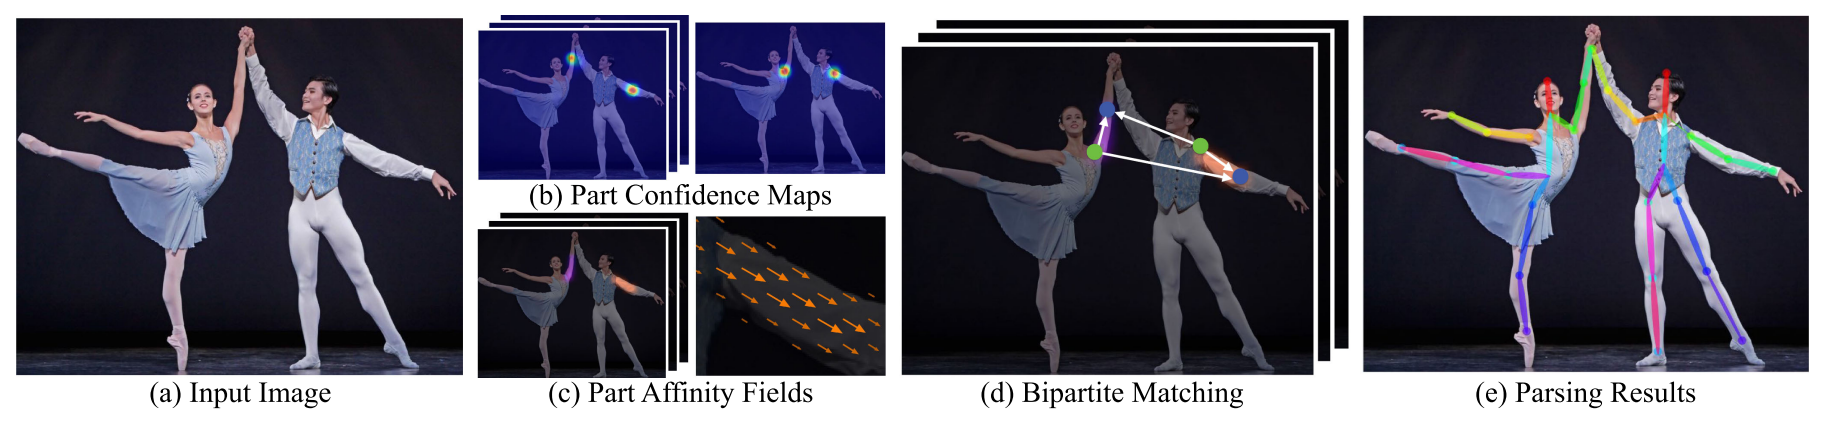 (a) Input Image
(b) Part Confidence Maps
(c) Part Affinity Fields
(d) Bipartite Matching
(e) Parsing Results